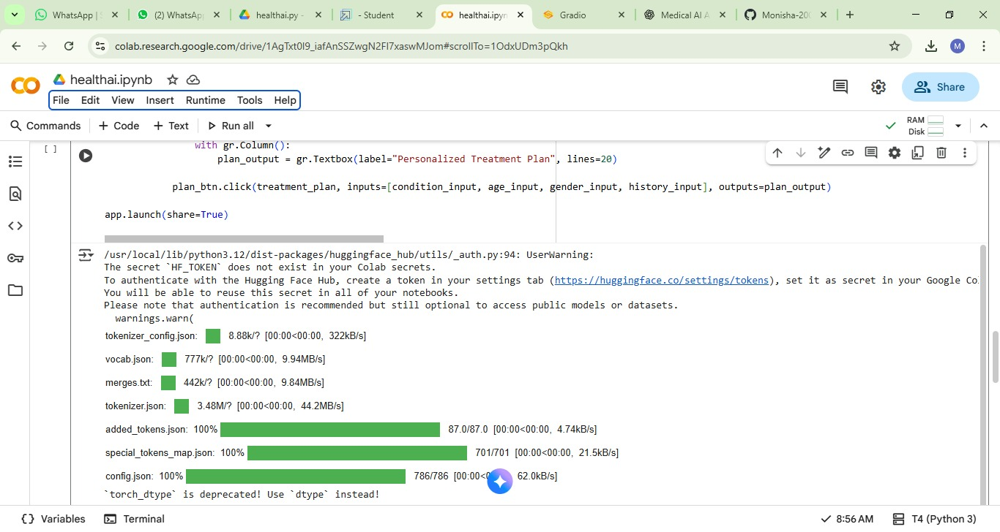 WhatsApp |
(2) WhatsApp
healthai.py -
- Student
healthai.ipyn
Gradio
Medical AI A
Monisha-200
colab.research.google.com/drive/1AgTxt0I9_iafAnSSZwgN2FI7xaswMJom#scrollTo=1OdxUDm3pQkh
M
CO
healthai.ipynb
File Edit View Insert Runtime Tools Help
Share
Commands + Code + Text Run all
RAM
Disk
[ ]
with gr.Column():
plan_output = gr.Textbox(label="Personalized Treatment Plan", lines=20)
plan_btn.click(treatment_plan, inputs=[condition_input, age_input, gender_input, history_input], outputs=plan_output)
app.launch(share=True)
/usr/local/lib/python3.12/dist-packages/huggingface_hub/utils/_auth.py:94: UserWarning:
The secret `HF_TOKEN` does not exist in your Colab secrets.
To authenticate with the Hugging Face Hub, create a token in your settings tab (https://huggingface.co/settings/tokens), set it as secret in your Google Co
You will be able to reuse this secret in all of your notebooks.
Please note that authentication is recommended but still optional to access public models or datasets.
warnings.warn(
tokenizer_config.json: 8.88k/? [00:00<00:00, 322kB/s]
vocab.json: 777k/? [00:00<00:00, 9.94MB/s]
merges.txt: 442k/? [00:00<00:00, 9.84MB/s]
tokenizer.json: 3.48M/? [00:00<00:00, 44.2MB/s]
added_tokens.json: 100% 87.0/87.0 [00:00<00:00, 4.74kB/s]
special_tokens_map.json: 100% 701/701 [00:00<00:00, 21.5kB/s]
config.json: 100% 786/786 [00:00<0 62.0kB/s]
`torch_dtype` is deprecated! Use `dtype` instead!
{} Variables Terminal
8:56 AM T4 (Python 3)